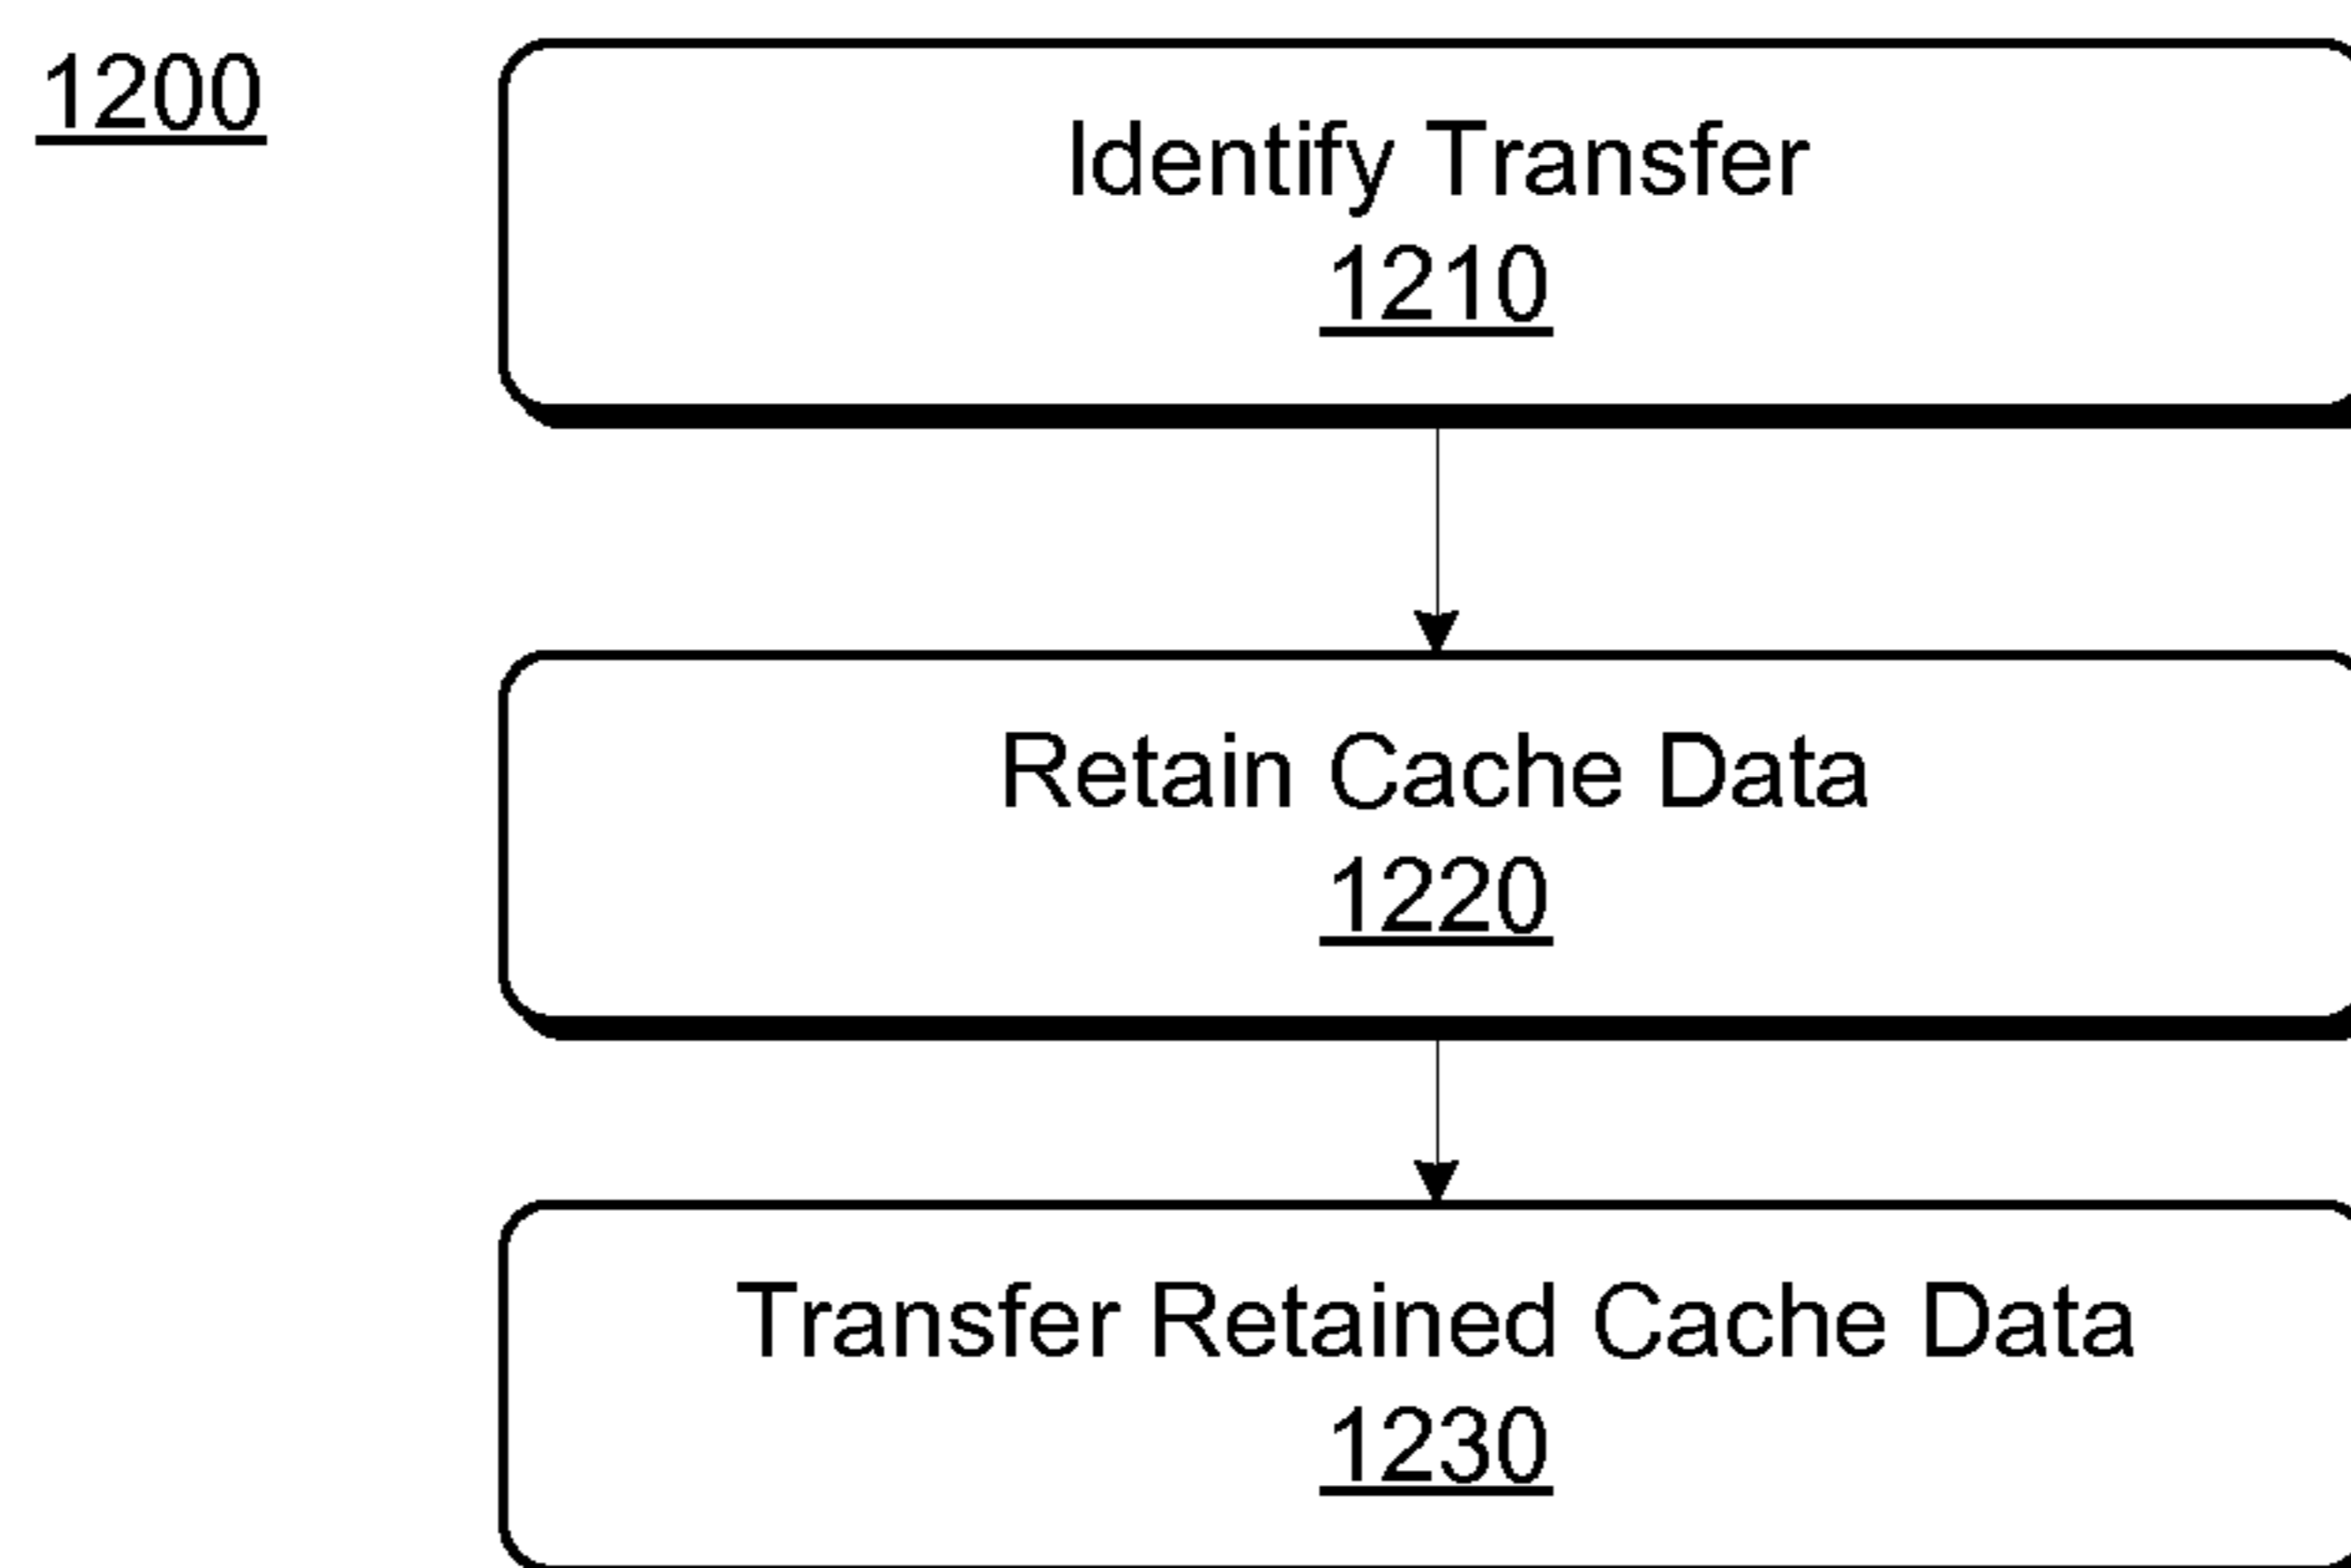 1200
Identify Transfer
1210
Retain Cache Data
1220
Transfer Retained Cache Data
1230